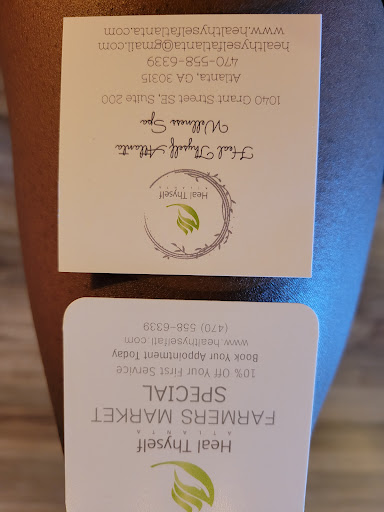 Heal Thyself
ATLANTA
Heal Thyself Atlanta
Wellness Spa
1040 Grant Street SE, Suite 200
Atlanta, GA 30315
470-558-6339
healthyselfatlanta@gmail.com
www.healthyselfatlanta.com
Heal Thyself
ATLANTA
FARMERS MARKET
SPECIAL
10% Off Your First Service
Book Your Appointment Today
www.healthyselfatl.com
(470) 558-6339